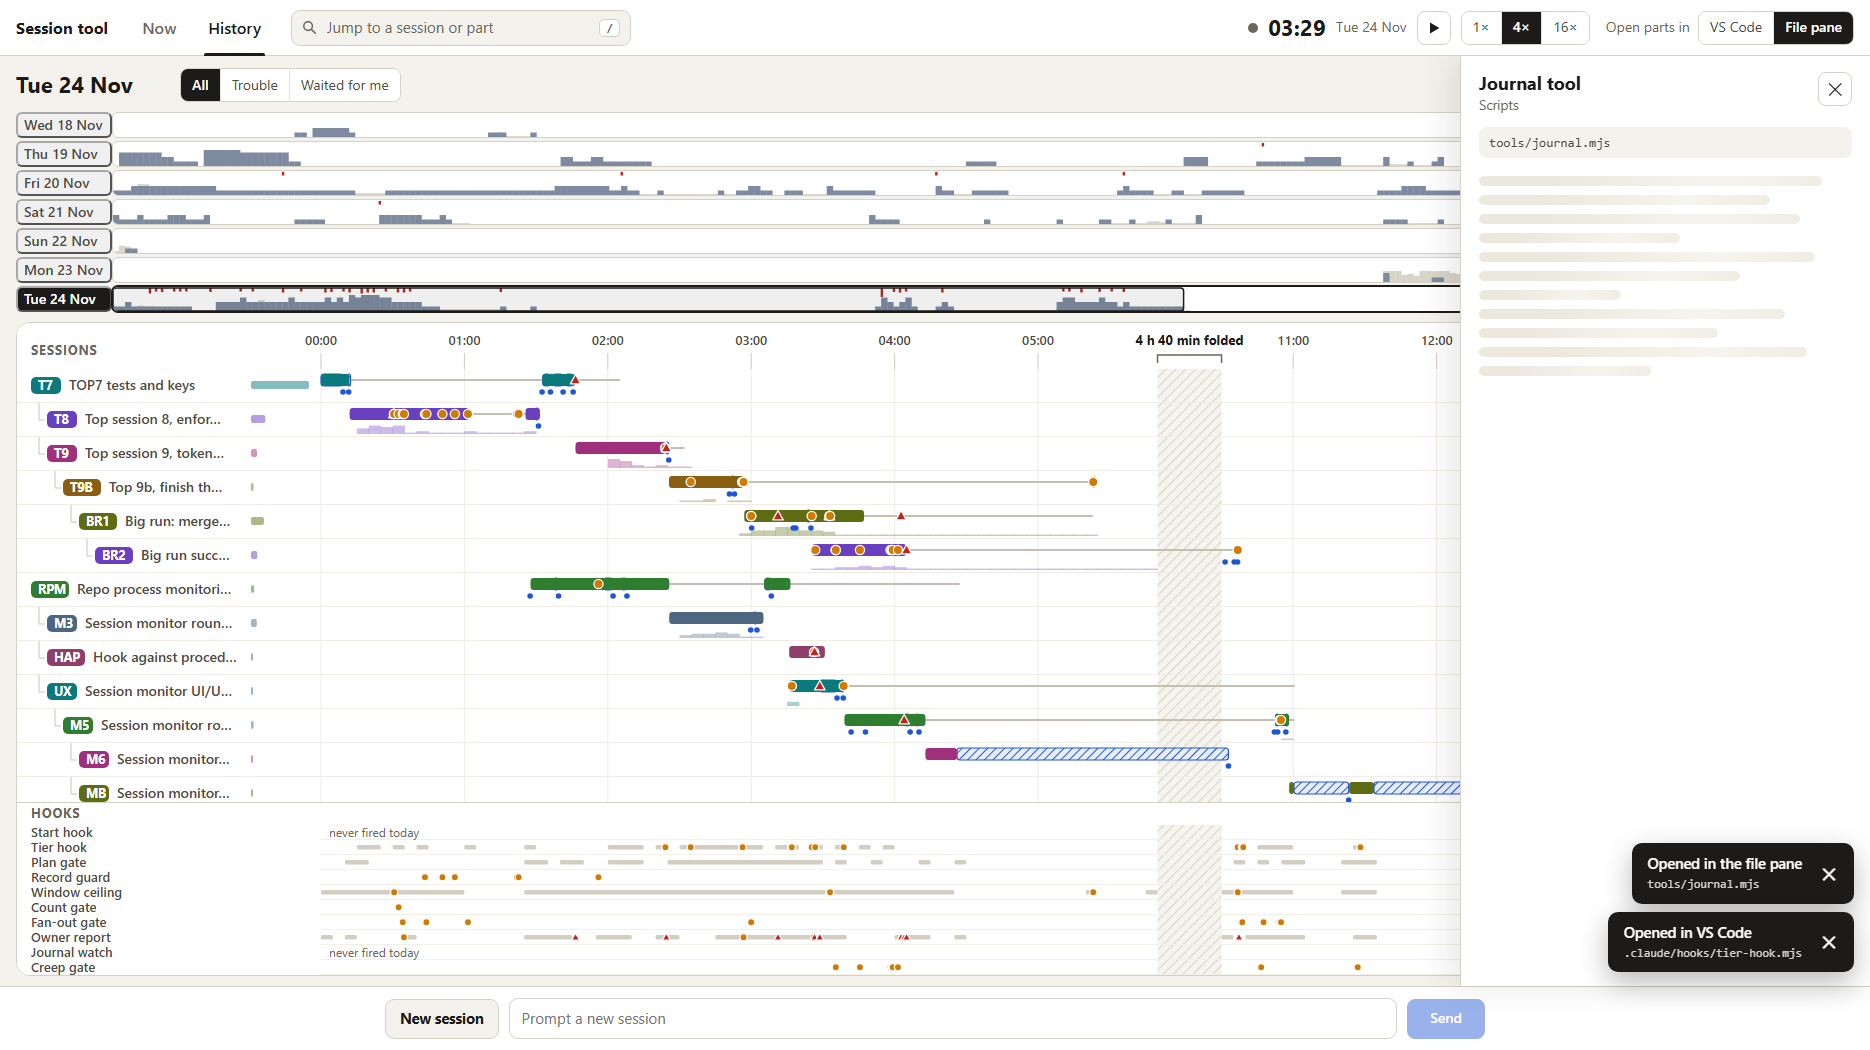 Session tool
Now
History
Jump to a session or part
/
03:29
Tue 24 Nov
1×
4×
16×
Open parts in
VS Code
File pane
Tue 24 Nov
All
Trouble
Waited for me
Wed 18 Nov
Thu 19 Nov
Fri 20 Nov
Sat 21 Nov
Sun 22 Nov
Mon 23 Nov
Tue 24 Nov
SESSIONS
00:00
01:00
02:00
03:00
04:00
05:00
4 h 40 min folded
11:00
12:00
T7 TOP7 tests and keys
T8 Top session 8, enfor...
T9 Top session 9, token...
T9B Top 9b, finish th...
BR1 Big run: merge...
BR2 Big run succ...
RPM Repo process monitori...
M3 Session monitor roun...
HAP Hook against proced...
UX Session monitor UI/U...
M5 Session monitor ro...
M6 Session monitor...
MB Session monitor...
HOOKS
Start hook
never fired today
Tier hook
Plan gate
Record guard
Window ceiling
Count gate
Fan-out gate
Owner report
Journal watch
never fired today
Creep gate
Journal tool
Scripts
tools/journal.mjs
Opened in the file pane
tools/journal.mjs
Opened in VS Code
.claude/hooks/tier-hook.mjs
New session
Prompt a new session
Send